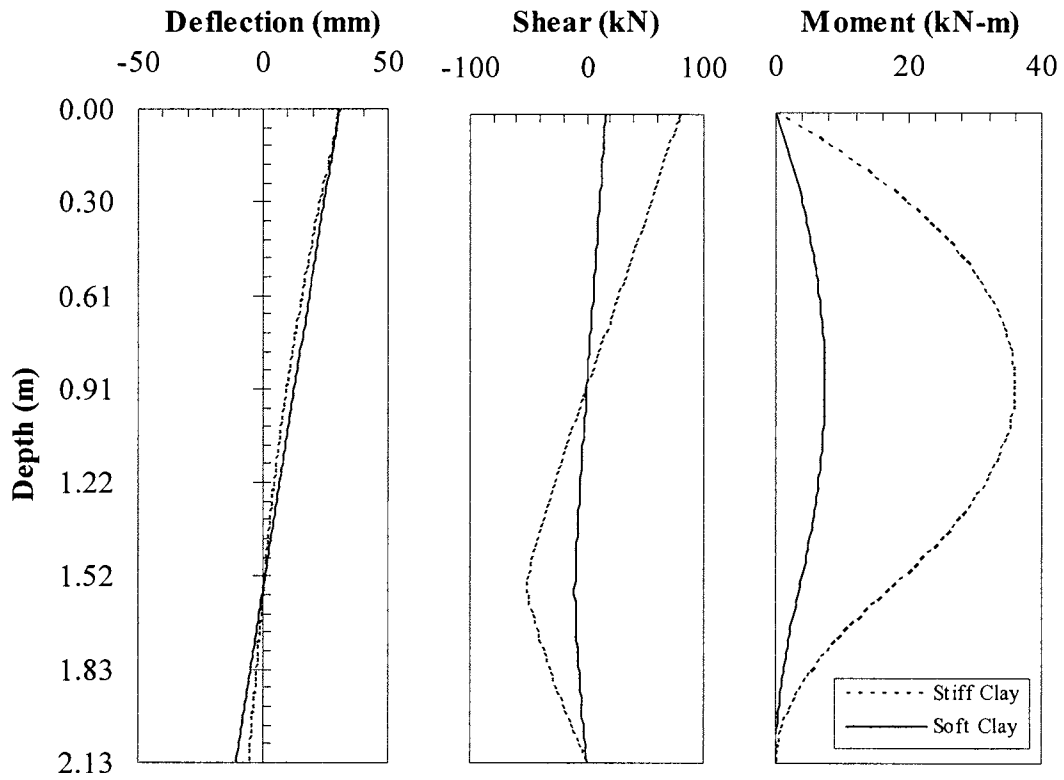 Deflection (mm) Shear (kN) Moment (kN-m)
-50 0 50 -100 0 100 0 20 40
0.00
0.30
0.61
0.91
1.22
1.52
1.83
2.13
Depth (m)
Stiff Clay
Soft Clay